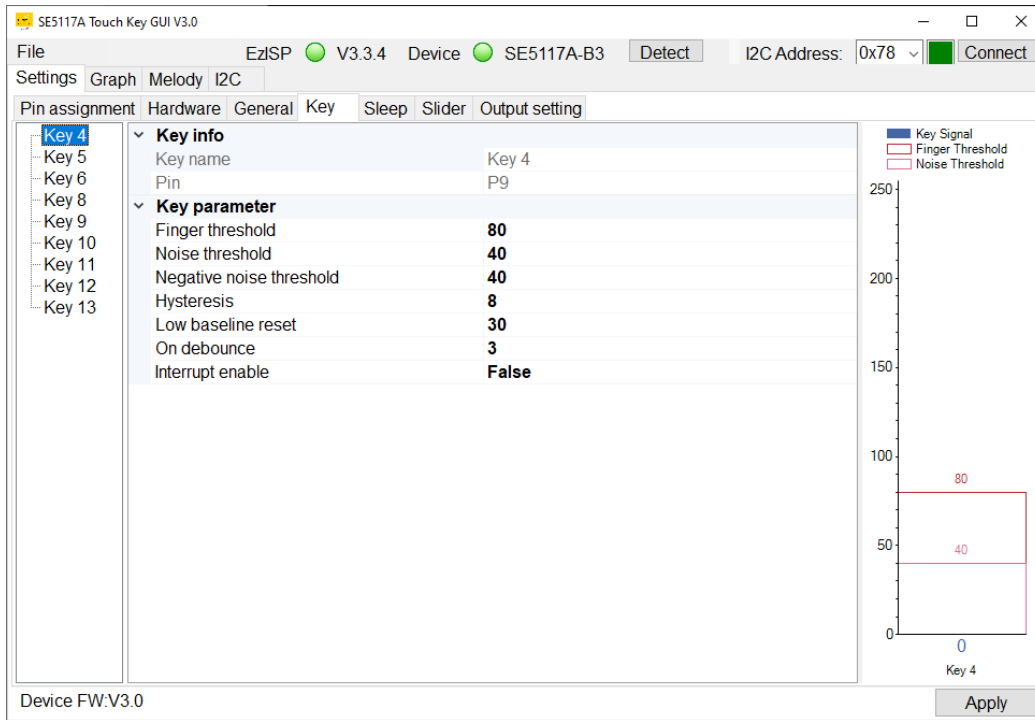 SE5117A Touch Key GUI V3.0
File EzISP V3.3.4 Device SE5117A-B3 Detect I2C Address: 0x78 Connect
Settings Graph Melody I2C
Pin assignment Hardware General Key Sleep Slider Output setting
Key 4
Key 5
Key 6
Key 8
Key 9
Key 10
Key 11
Key 12
Key 13
Key info
Key name Key 4
Pin P9
Key parameter
Finger threshold 80
Noise threshold 40
Negative noise threshold 40
Hysteresis 8
Low baseline reset 30
On debounce 3
Interrupt enable False
Key Signal
Finger Threshold
Noise Threshold
250
200
150
100
80
50
40
0
0
Key 4
Device FW:V3.0 Apply